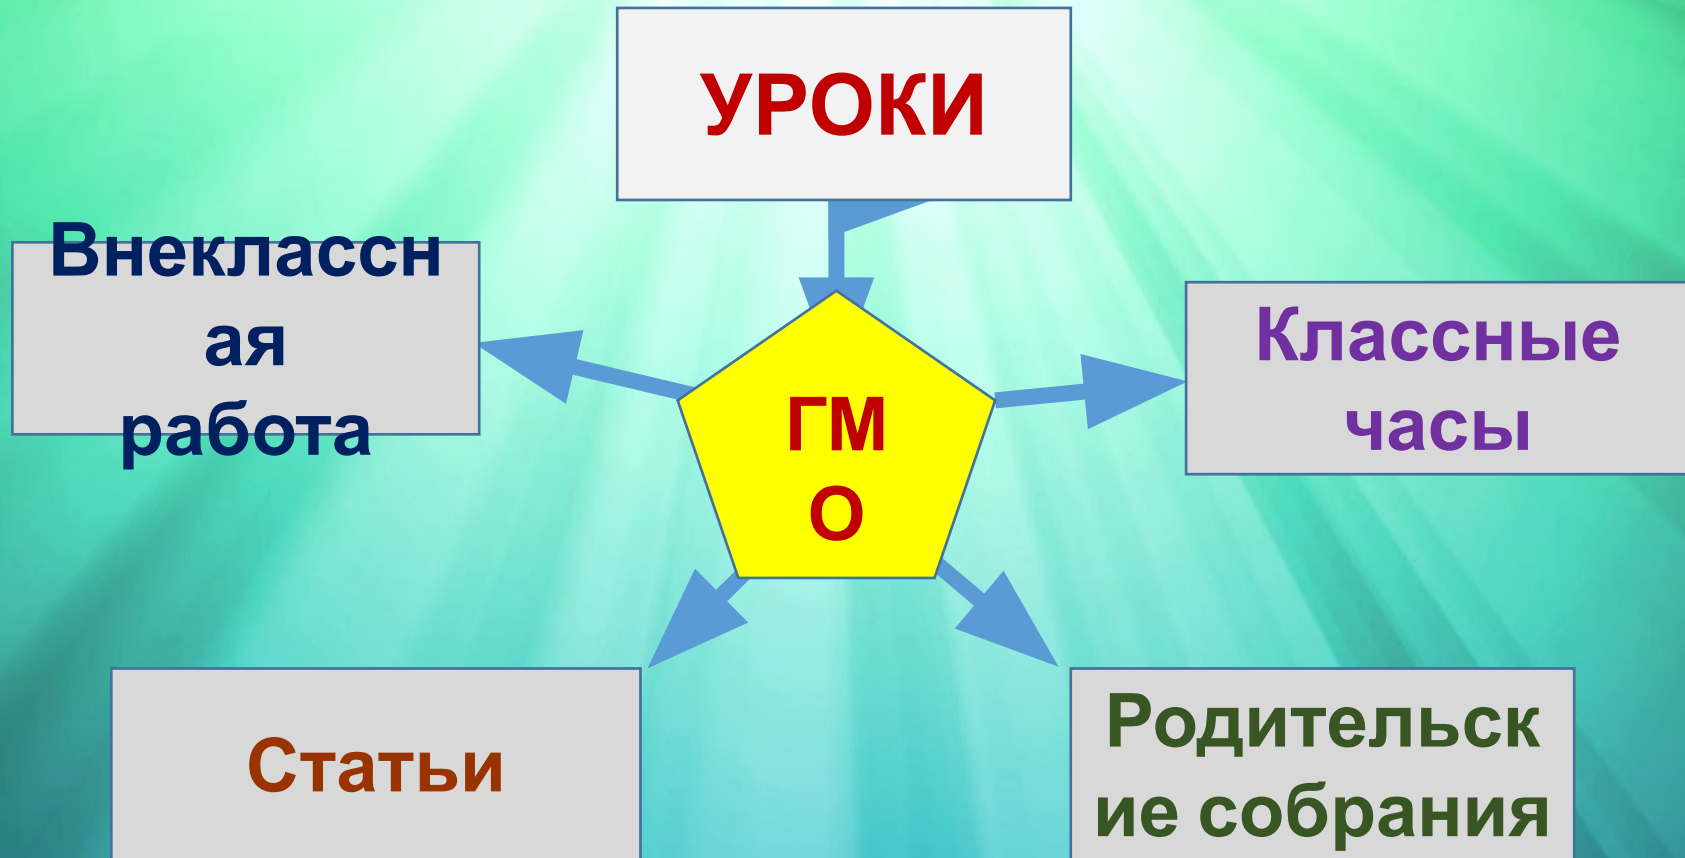 УРОКИ
Внеклассн
ая
работа
Классные
часы
ГМ
О
Статьи
Родительск
ие собрания